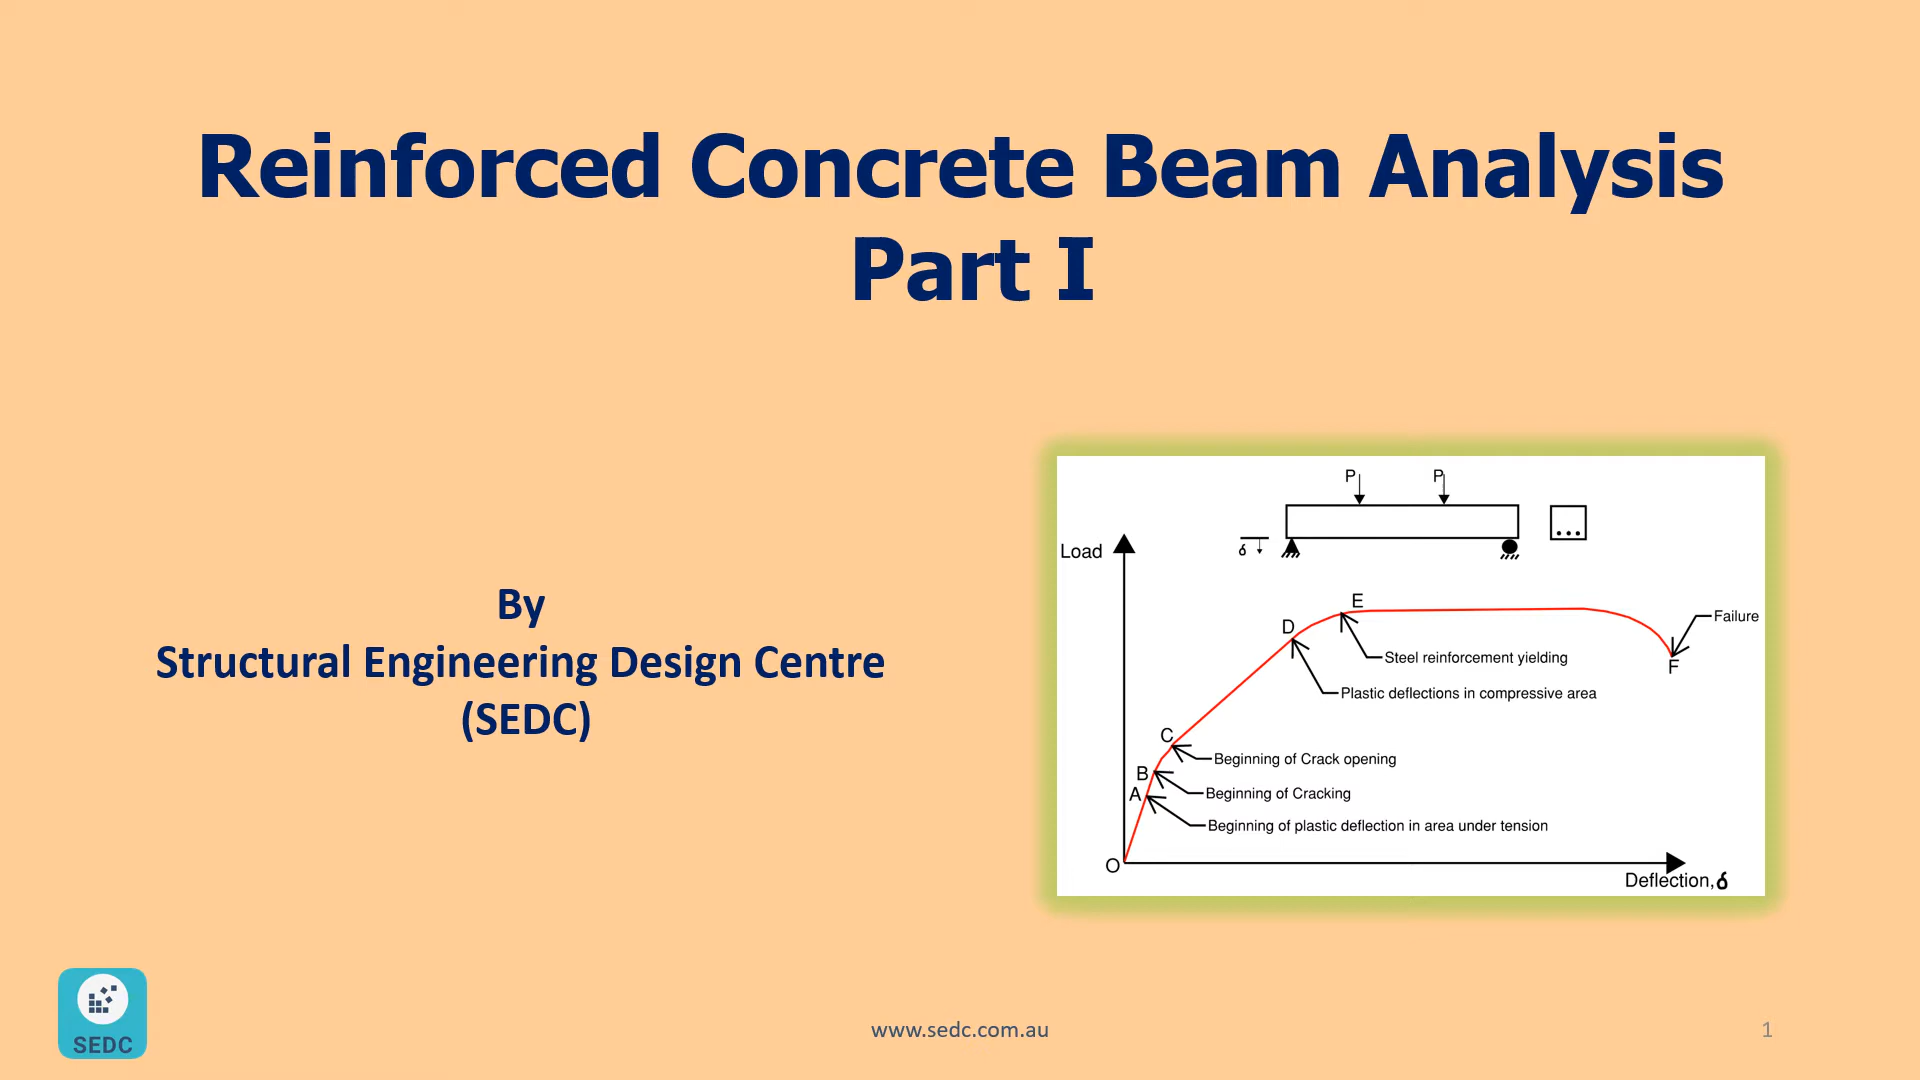 Reinforced Concrete Beam Analysis
Part I
By
Structural Engineering Design Centre
(SEDC)
P
P
δ
Load
E
D
Failure
F
Steel reinforcement yielding
Plastic deflections in compressive area
C
Beginning of Crack opening
B
A
Beginning of Cracking
Beginning of plastic deflection in area under tension
O
Deflection, δ
SEDC
www.sedc.com.au
1